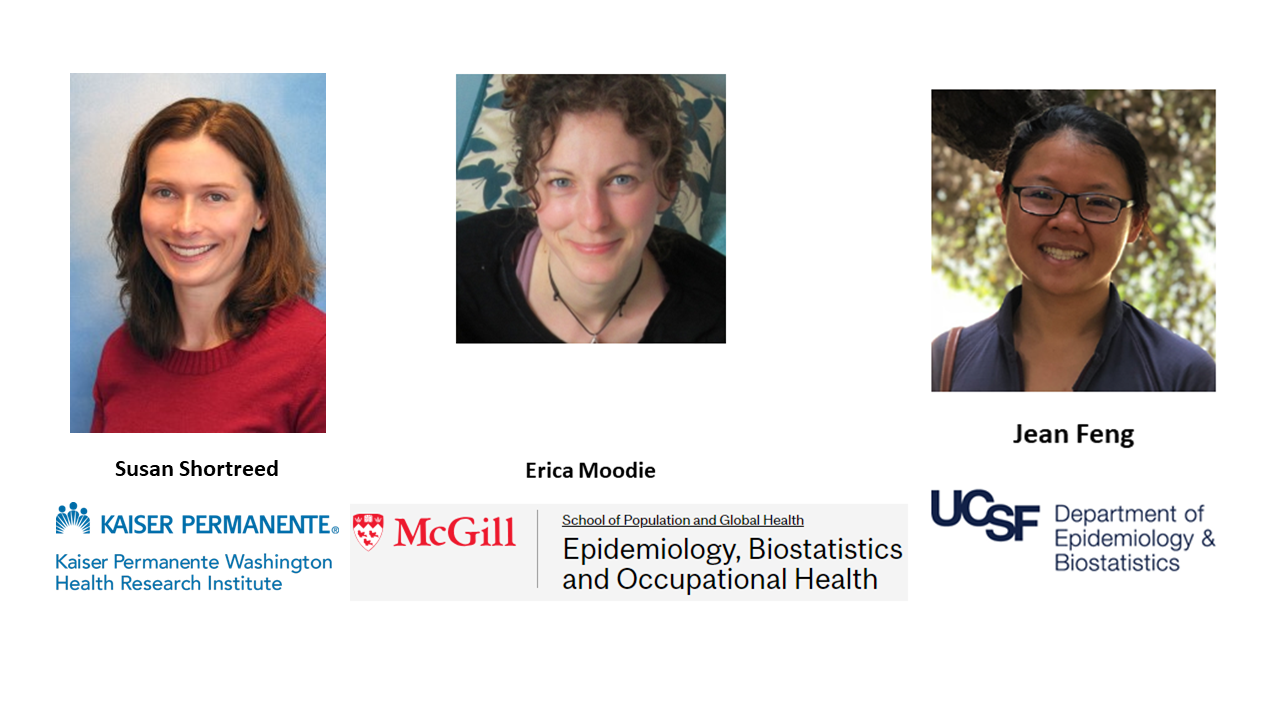 Susan Shortreed
KAISER PERMANENTE®
Kaiser Permanente Washington
Health Research Institute
Erica Moodie
McGill
School of Population and Global Health
Epidemiology, Biostatistics
and Occupational Health
Jean Feng
UCSF
Department of
Epidemiology &
Biostatistics